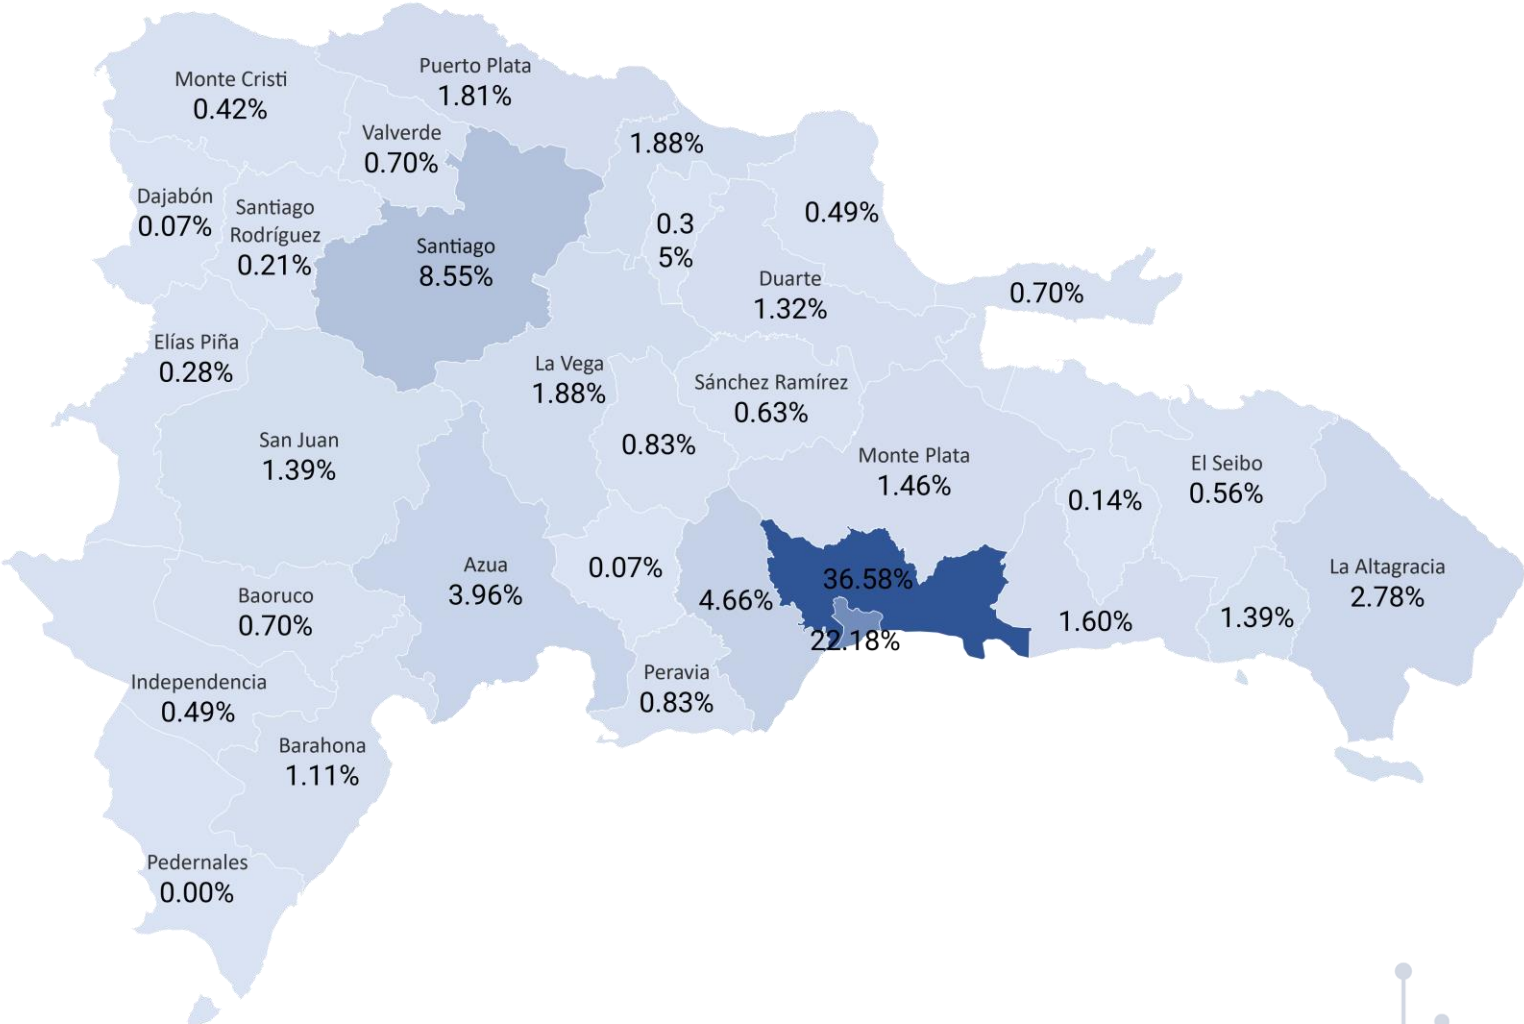 Puerto Plata
1.81%
Monte Cristi
0.42%
Valverde
0.70%
1.88%
Dajabón
0.07%
Santiago
Rodríguez
0.21%
Santiago
8.55%
0.3
5%
0.49%
Duarte
1.32%
0.70%
Elías Piña
0.28%
La Vega
1.88%
Sánchez Ramírez
0.63%
San Juan
1.39%
0.83%
Monte Plata
1.46%
El Seibo
0.56%
0.14%
Azua
3.96%
0.07%
4.66%
36.58%
22.18%
1.60%
1.39%
La Altagracia
2.78%
Baoruco
0.70%
Independencia
0.49%
Peravia
0.83%
Barahona
1.11%
Pedernales
0.00%